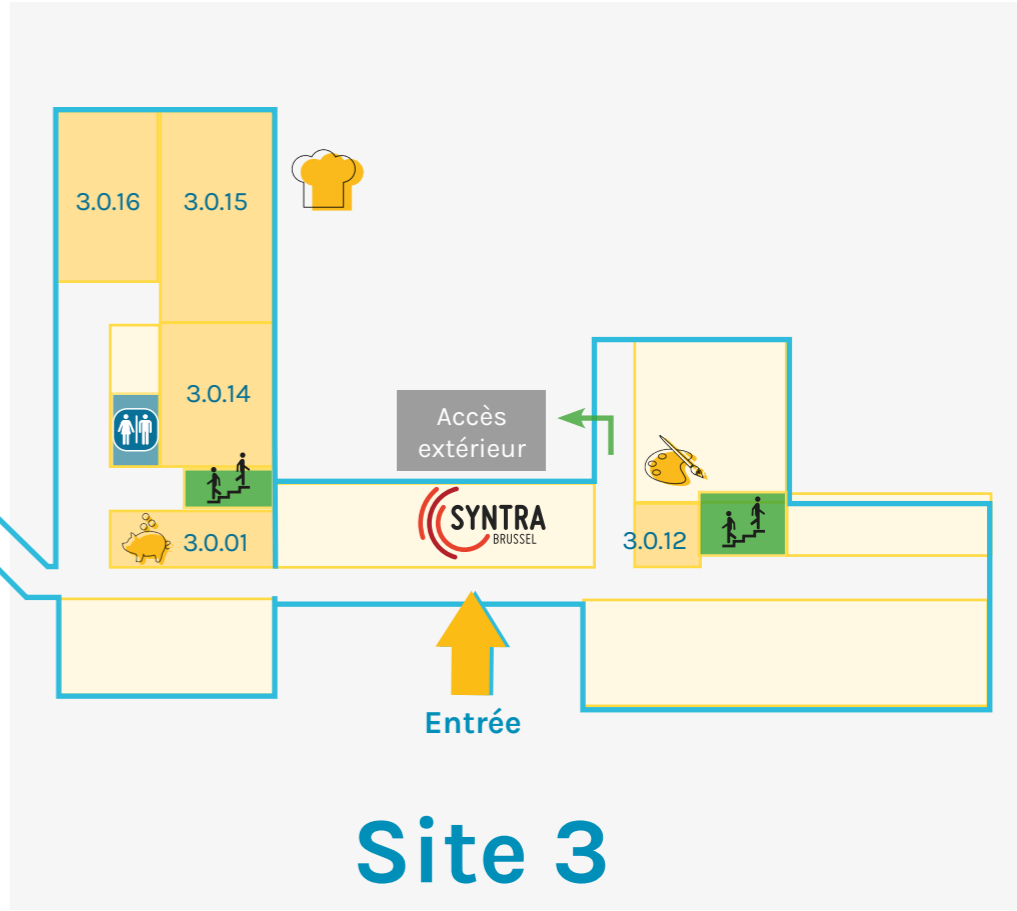 3.0.16
3.0.15
3.0.14
Accès
extérieur
SYNTRA
BRUSSEL
3.0.01
3.0.12
Entrée
Site 3